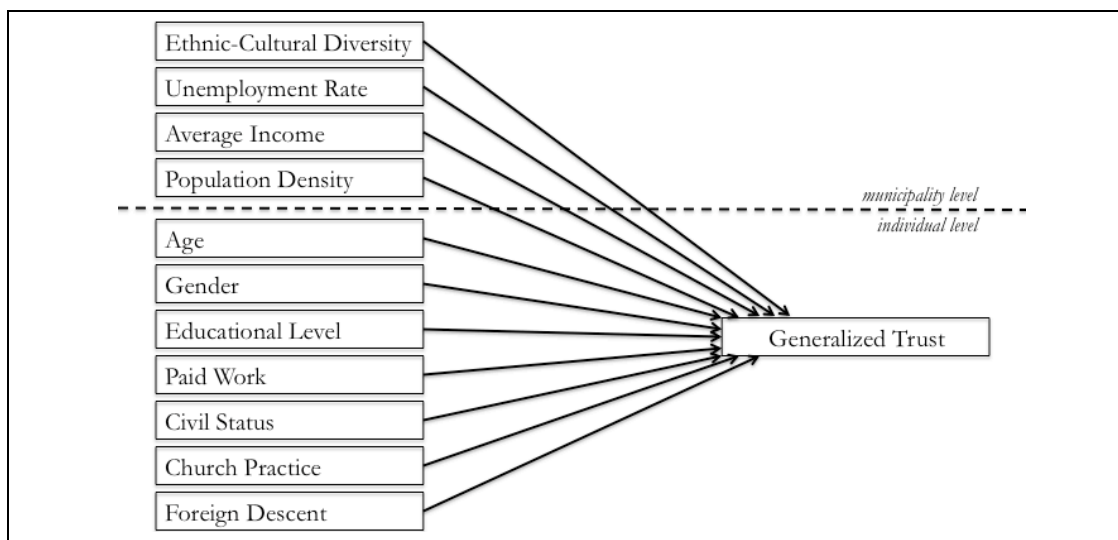 Ethnic-Cultural Diversity
Unemployment Rate
Average Income
Population Density
municipality level
individual level
Age
Gender
Educational Level
Generalized Trust
Paid Work
Civil Status
Church Practice
Foreign Descent